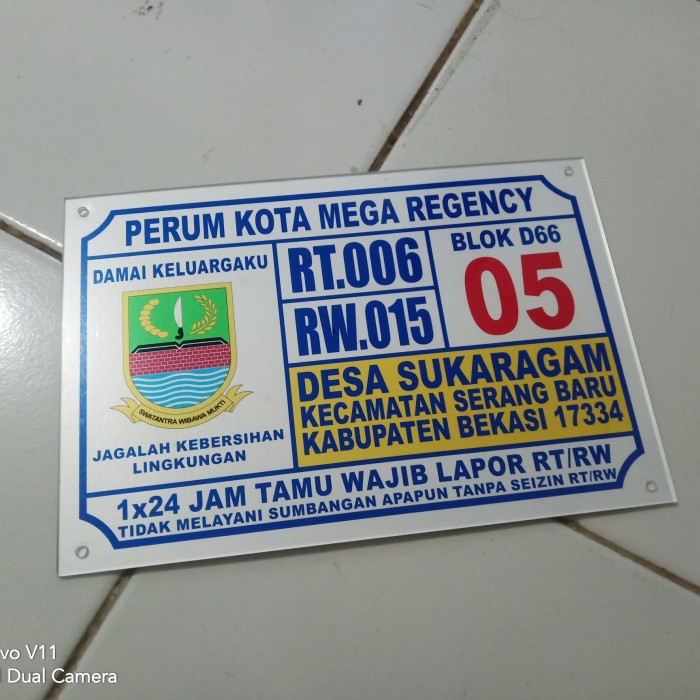 PERUM KOTA MEGA REGENCY
DAMAI KELUARGAKU
SWATANTRA WIBAWA MUKTI
JAGALAH KEBERSIHAN
LINGKUNGAN
RT.006
RW.015
BLOK D66
05
DESA SUKARAGAM
KECAMATAN SERANG BARU
KABUPATEN BEKASI 17334
1x24 JAM TAMU WAJIB LAPOR RT/RW
TIDAK MELAYANI SUMBANGAN APAPUN TANPA SEIZIN RT/RW
vo V11
Dual Camera